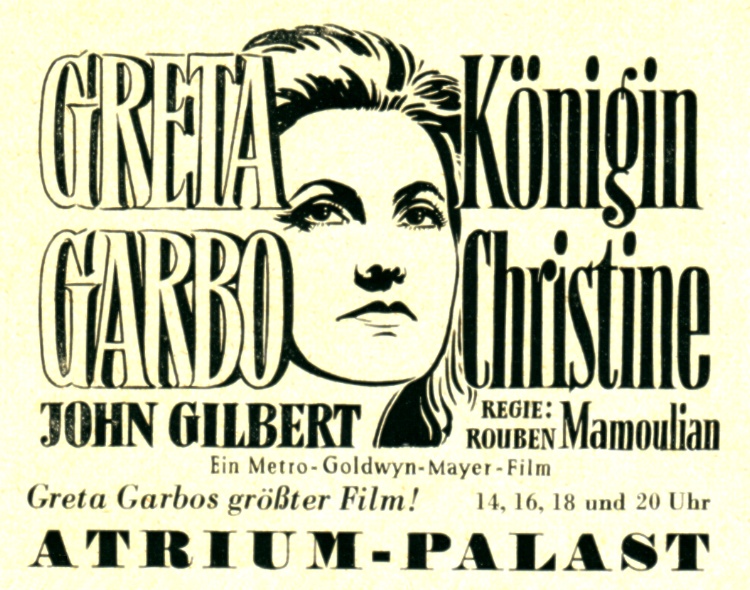 GRETA
GARBO
Königin
Christine
JOHN GILBERT
REGIE:
ROUBEN Mamoulian
Ein Metro-Goldwyn-Mayer-Film
Greta Garbos größter Film!
14, 16, 18 und 20 Uhr
ATRIUM-PALAST